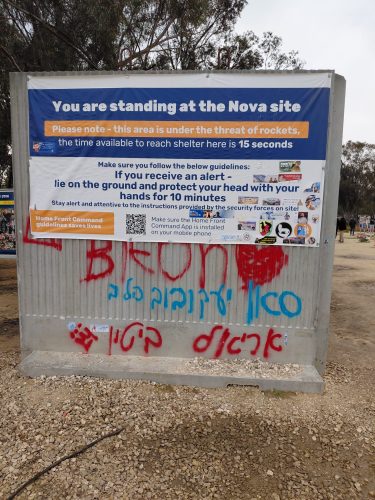 You are standing at the Nova site
Please note - this area is under the threat of rockets,
the time available to reach shelter here is 15 seconds
Make sure you follow the below guidelines:
If you receive an alert -
lie on the ground and protect your head with your
hands for 10 minutes
Stay alert and attentive to the instructions provided by the security forces on site!
Home Front Command
guidelines saves lives
Make sure the Home Front
Command App is installed
on your mobile phone
יעקובוב
אריאל ביטון